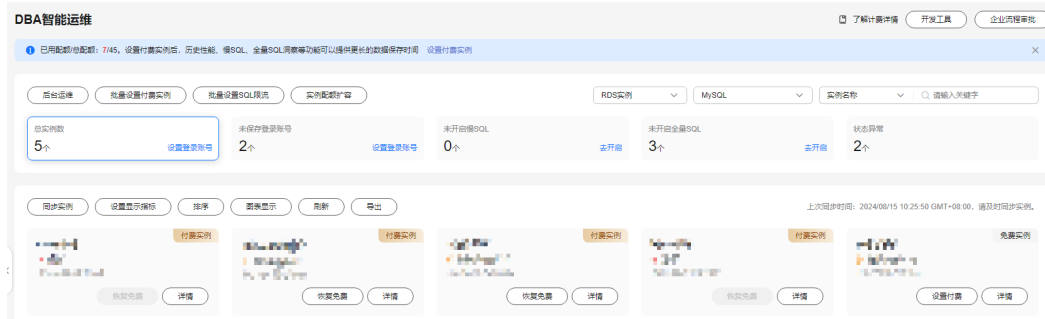 DBA智能运维
了解计费详情 开发工具 企业流程审批
已用配额/总配额：7/45。设置付费实例后，历史性能、慢SQL、全量SQL洞察等功能可以提供更长的数据保存时间 设置付费实例
后台运维 批量设置付费实例 批量设置SQL限流 实例配额扩容 RDS实例 MySQL 实例名称 请输入关键字
总实例数 未保存登录账号 未开启慢SQL 未开启全量SQL 状态异常
5个 设置登录账号 2个 设置登录账号 0个 去开启 3个 去开启 2个
同步实例 设置显示指标 排序 图表显示 刷新 导出 上次同步时间：2024/08/15 10:25:50 GMT+08:00，请及时同步实例。
付费实例 付费实例 付费实例 付费实例 免费实例
恢复免费 详情 恢复免费 详情 恢复免费 详情 恢复免费 详情 设置付费 详情